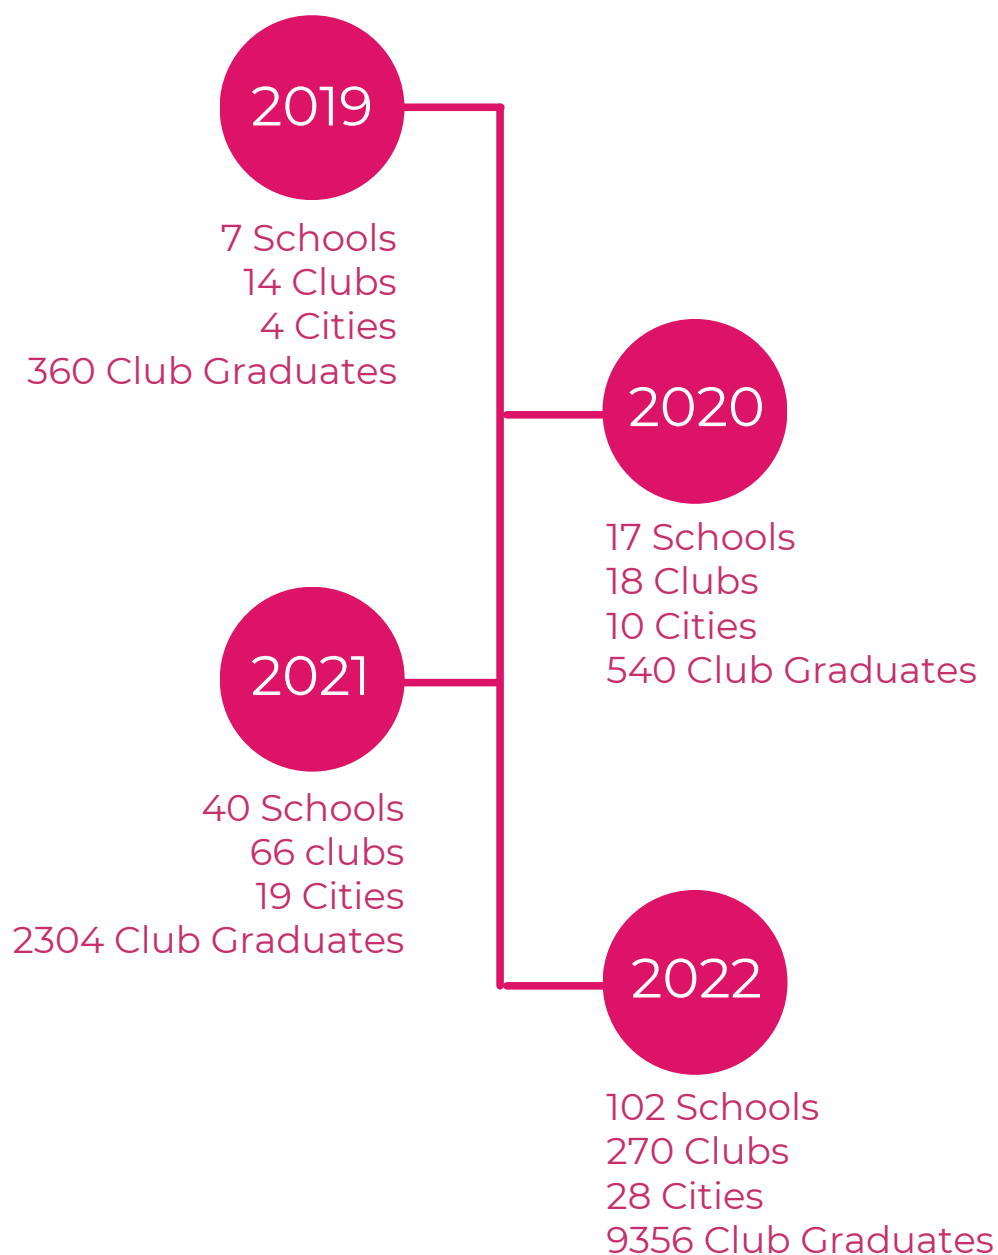 2019
7 Schools
14 Clubs
4 Cities
360 Club Graduates
2020
17 Schools
18 Clubs
10 Cities
540 Club Graduates
2021
40 Schools
66 clubs
19 Cities
2304 Club Graduates
2022
102 Schools
270 Clubs
28 Cities
9356 Club Graduates